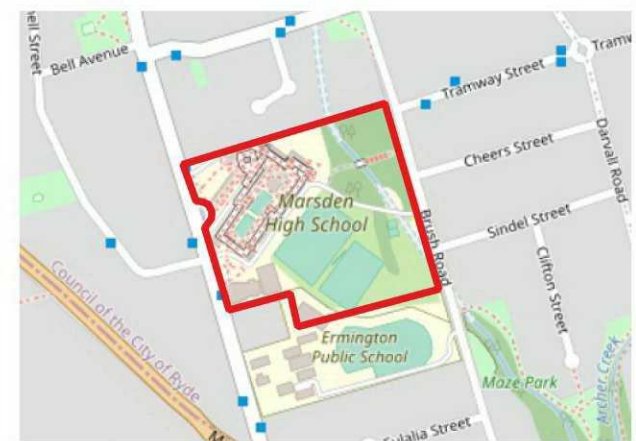 Bell Avenue
Tramway Street
Cheers Street
Darvall Road
Marsden
High School
Sindel Street
Brush Road
Clifton Street
Council of the City of Ryde
Ermington
Public School
Maze Park
Archer Creek
Eulalia Street